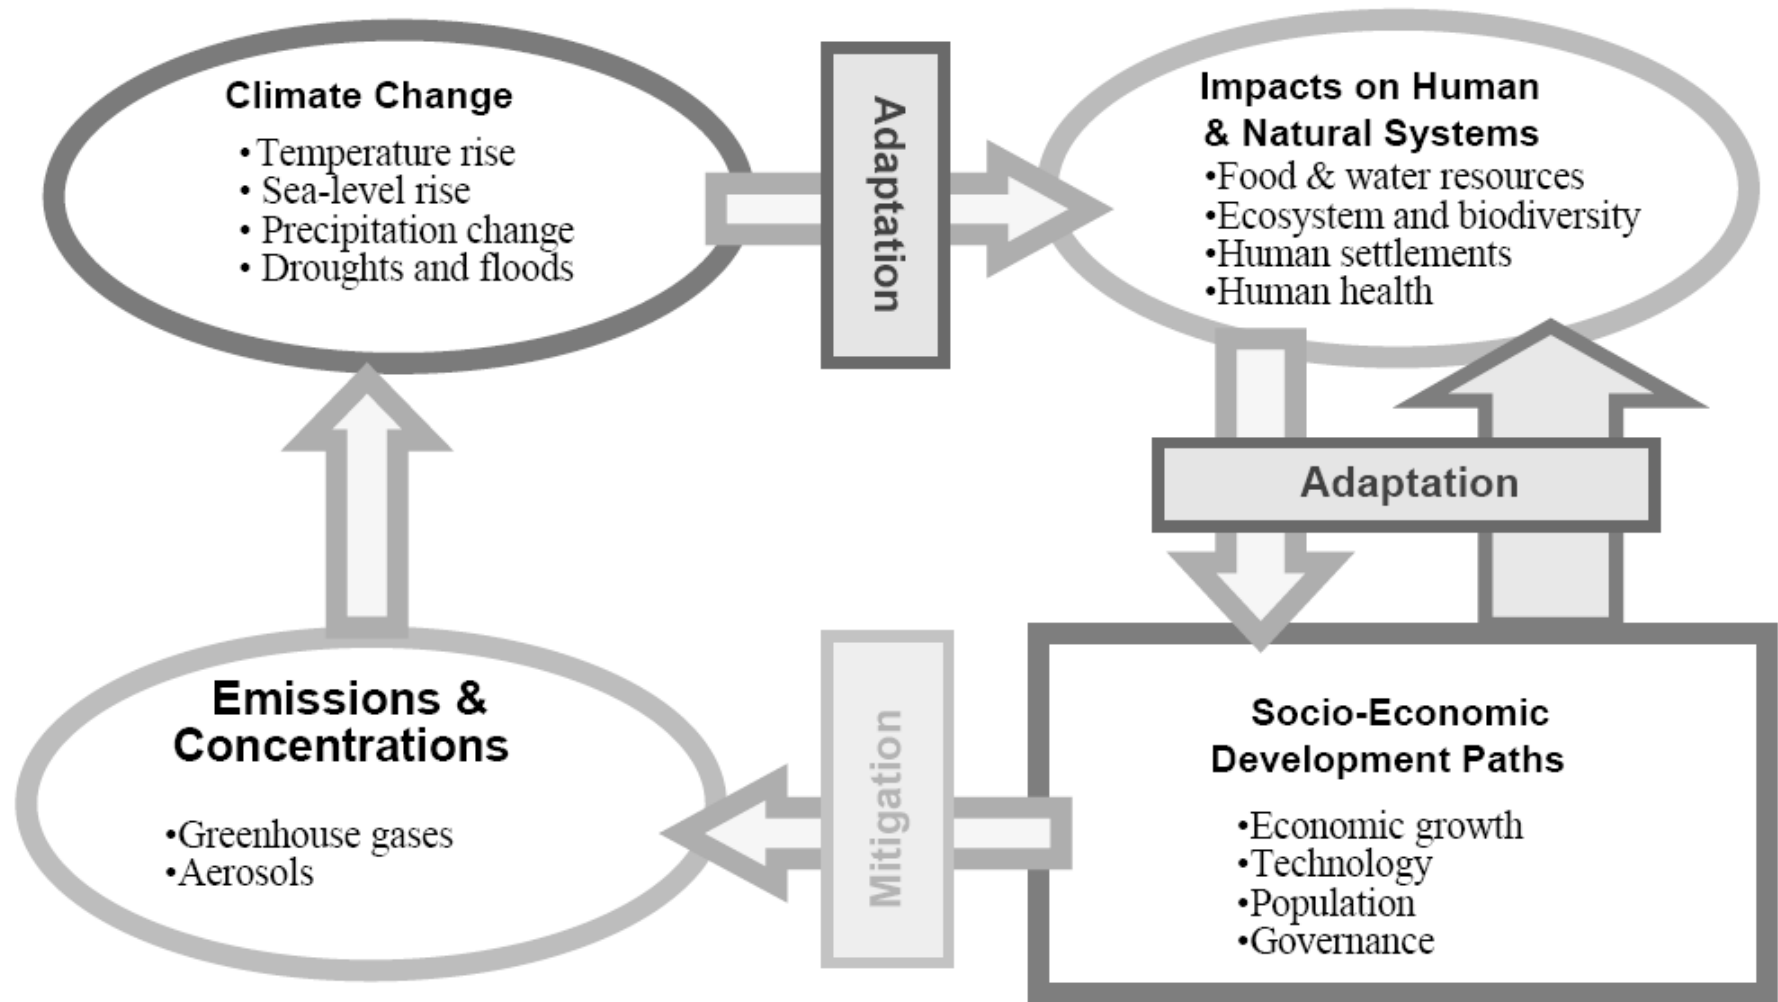 Climate Change
• Temperature rise
• Sea-level rise
• Precipitation change
• Droughts and floods
Adaptation
Impacts on Human
& Natural Systems
•Food & water resources
•Ecosystem and biodiversity
•Human settlements
•Human health
Adaptation
Emissions &
Concentrations
•Greenhouse gases
•Aerosols
Mitigation
Socio-Economic
Development Paths
•Economic growth
•Technology
•Population
•Governance